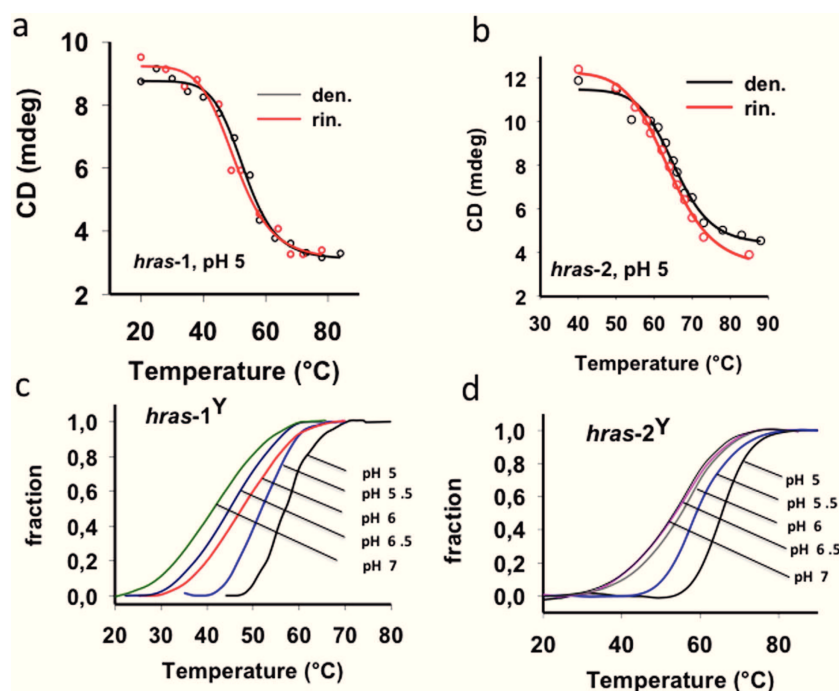 a
10
8
6
4
2
CD (mdeg)
den.
rin.
hras-1, pH 5
20 40 60 80
Temperature (°C)
b
12
10
8
6
4
2
CD (mdeg)
den.
rin.
hras-2, pH 5
30 40 50 60 70 80 90
Temperature (°C)
c
hras-1Y
1,0
0,8
0,6
0,4
0,2
0,0
fraction
pH 5
pH 5.5
pH 6
pH 6.5
pH 7
20 30 40 50 60 70 80
Temperature (°C)
d
hras-2Y
1,0
0,8
0,6
0,4
0,2
0,0
fraction
pH 5
pH 5.5
pH 6
pH 6.5
pH 7
20 40 60 80
Temperature (°C)